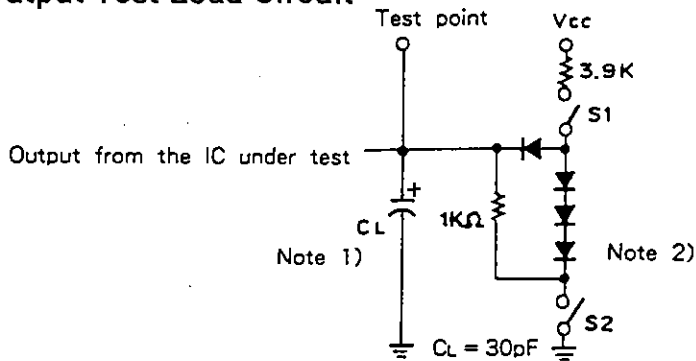 Output Test Load Circuit
Test point
Vcc
3.9K
S1
Output from the IC under test
CL
+
1KΩ
Note 1)
Note 2)
S2
CL = 30pF